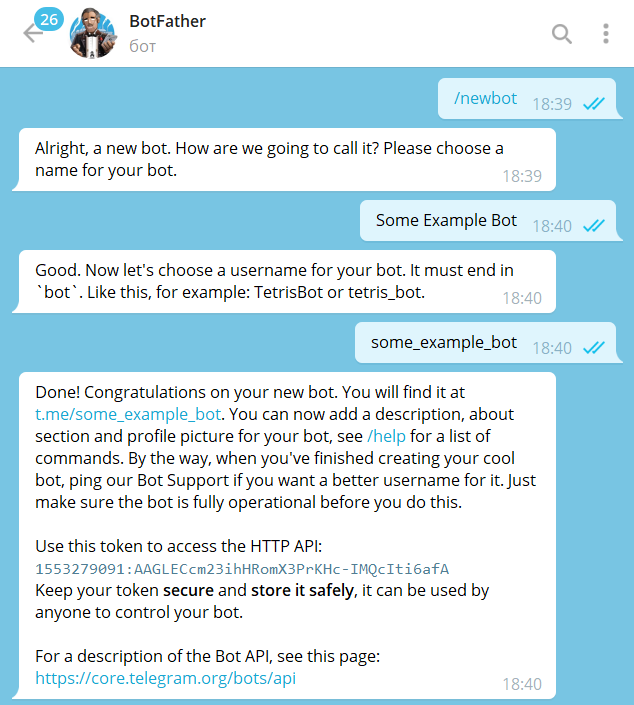 26
BotFather
бот
/newbot 18:39
Alright, a new bot. How are we going to call it? Please choose a
name for your bot.
18:39
Some Example Bot 18:40
Good. Now let's choose a username for your bot. It must end in
`bot`. Like this, for example: TetrisBot or tetris_bot.
18:40
some_example_bot 18:40
Done! Congratulations on your new bot. You will find it at
t.me/some_example_bot. You can now add a description, about
section and profile picture for your bot, see /help for a list of
commands. By the way, when you've finished creating your cool
bot, ping our Bot Support if you want a better username for it. Just
make sure the bot is fully operational before you do this.
Use this token to access the HTTP API:
1553279091:AAGLECcm23ihHRomX3PrKHc-IMQcIti6afA
Keep your token secure and store it safely, it can be used by
anyone to control your bot.
For a description of the Bot API, see this page:
https://core.telegram.org/bots/api
18:40